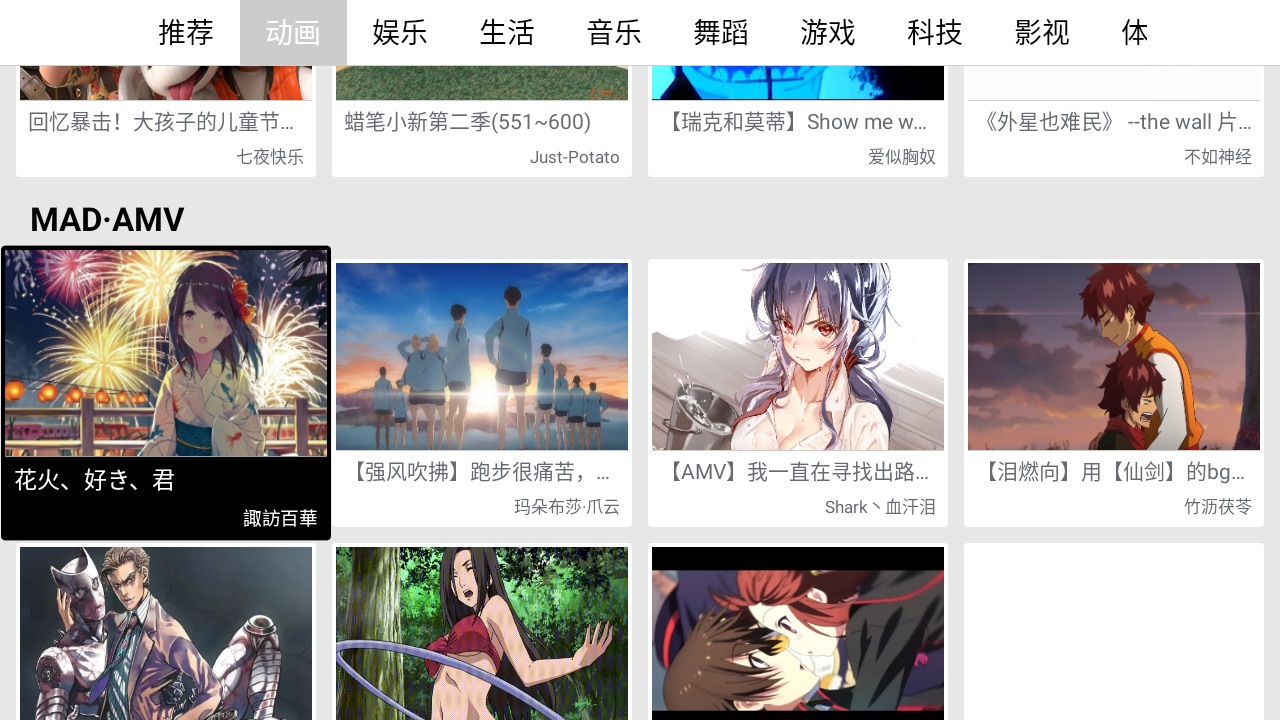 推荐 动画 娱乐 生活 音乐 舞蹈 游戏 科技 影视 体
回忆暴击！大孩子的儿童节…
七夜快乐
蜡笔小新第二季(551~600)
Just-Potato
【瑞克和莫蒂】Show me w…
爱似胸奴
《外星也难民》 --the wall 片…
不如神经
MAD·AMV
花火、好き、君
諏訪百華
【强风吹拂】跑步很痛苦，…
玛朵布莎·爪云
【AMV】我一直在寻找出路…
Shark丶血汗泪
【泪燃向】用【仙剑】的bg…
竹沥茯苓